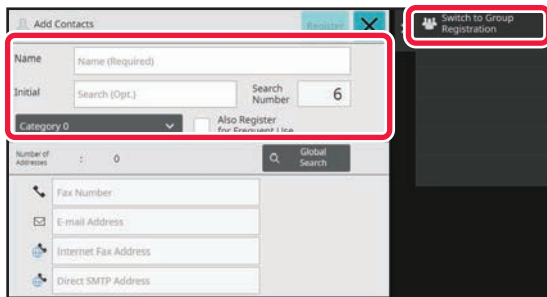 Add Contacts
Register
Switch to Group
Registration
Name
Name (Required)
Initial
Search (Opt.)
Search
Number
6
Category 0
Also Register
for Frequent Use
Number of
Addresses
:
0
Global
Search
Fax Number
E-mail Address
Internet Fax Address
Direct SMTP Address